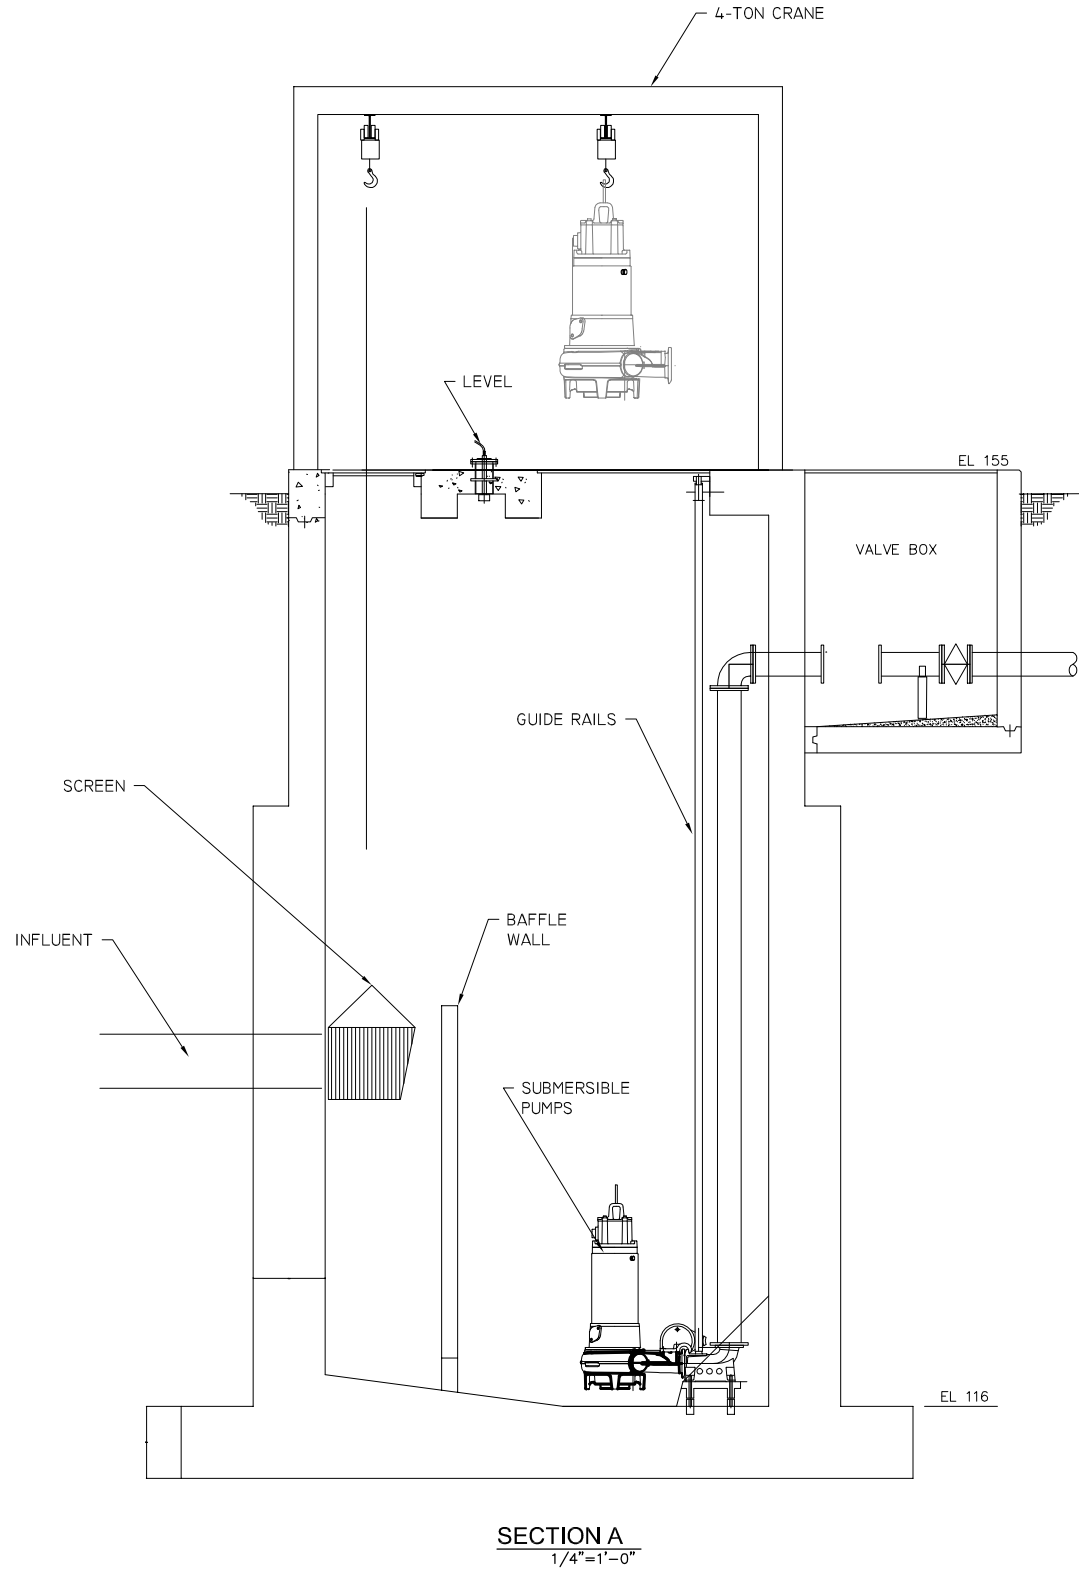 4-TON CRANE
LEVEL
EL 155
VALVE BOX
GUIDE RAILS
SCREEN
BAFFLE
WALL
INFLUENT
SUBMERSIBLE
PUMPS
EL 116
SECTION A
1/4"=1'-0"